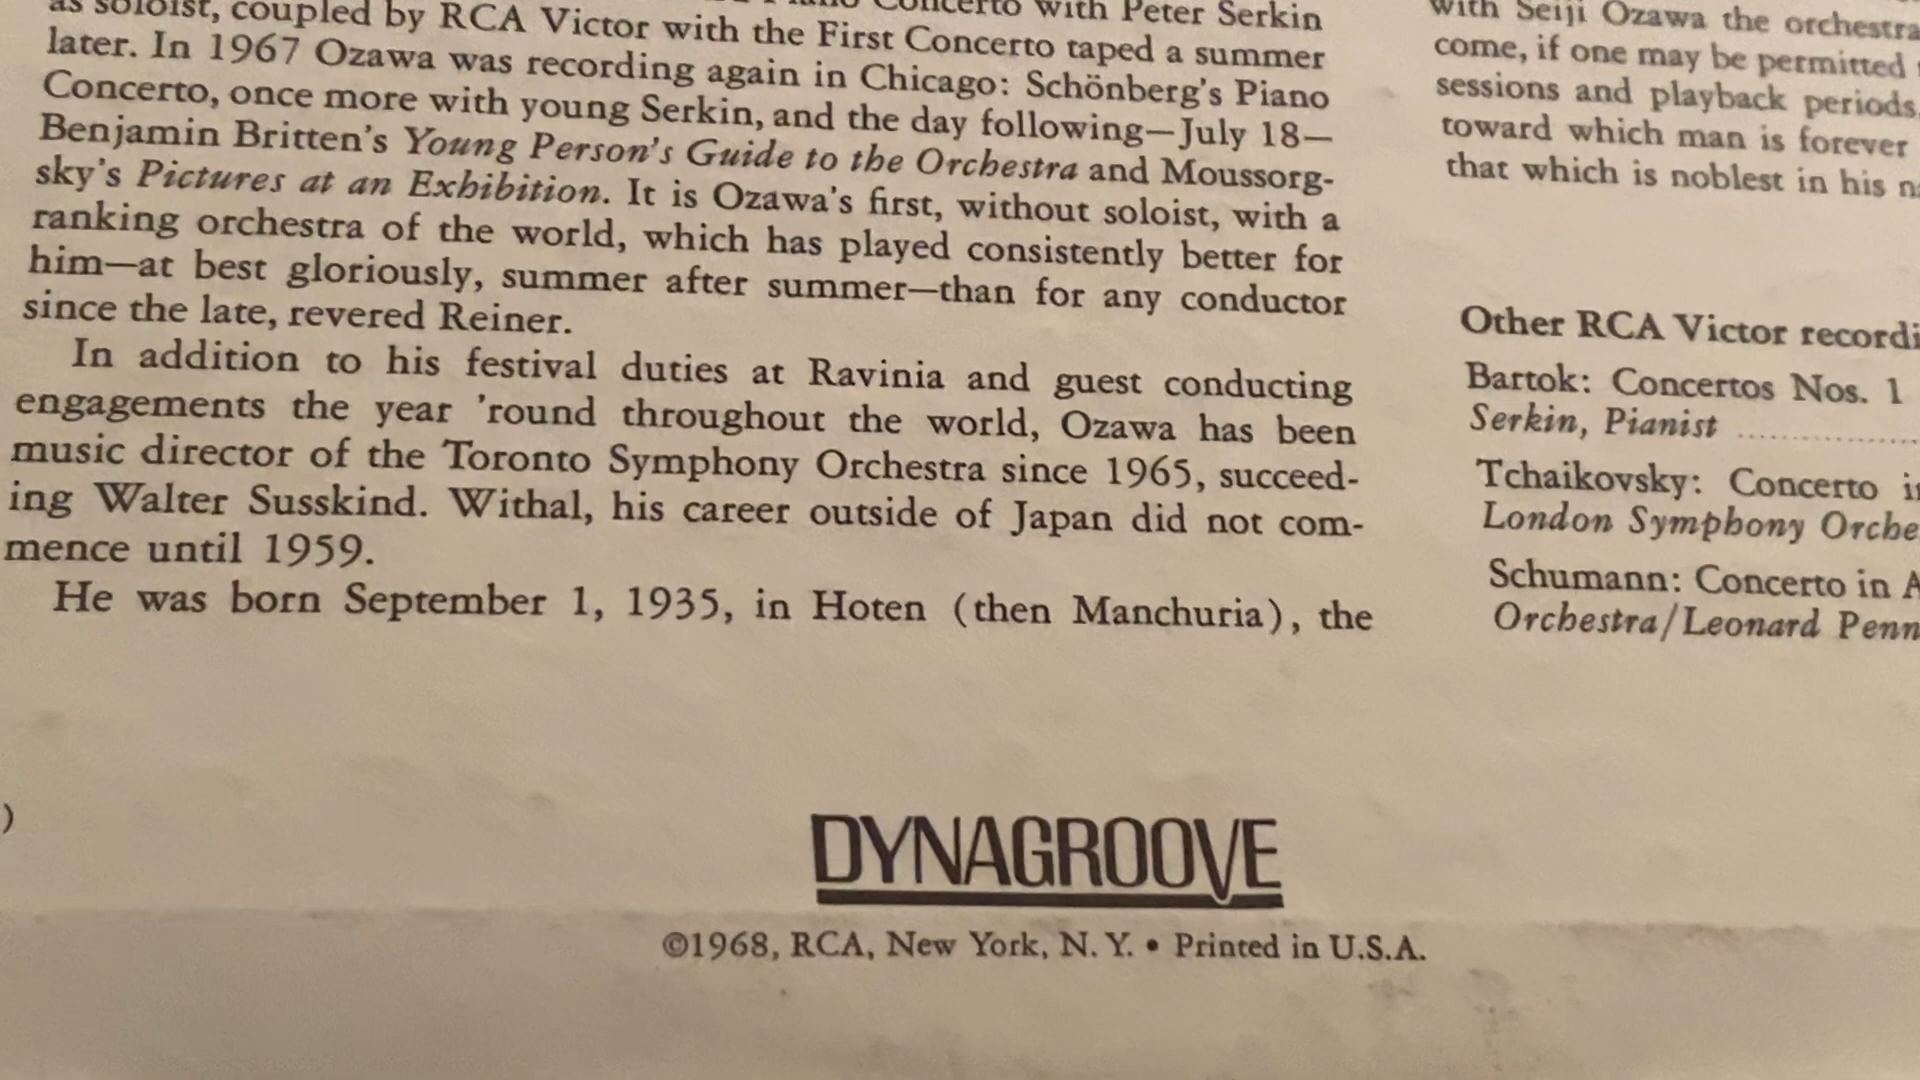 as soloist, coupled by RCA Victor with the First Concerto taped a summer
later. In 1967 Ozawa was recording again in Chicago: Schönberg's Piano
Concerto, once more with young Serkin, and the day following—July 18—
Benjamin Britten's Young Person's Guide to the Orchestra and Moussorg-
sky's Pictures at an Exhibition. It is Ozawa's first, without soloist, with a
ranking orchestra of the world, which has played consistently better for
him—at best gloriously, summer after summer—than for any conductor
since the late, revered Reiner.
In addition to his festival duties at Ravinia and guest conducting
engagements the year 'round throughout the world, Ozawa has been
music director of the Toronto Symphony Orchestra since 1965, succeed-
ing Walter Susskind. Withal, his career outside of Japan did not com-
mence until 1959.
He was born September 1, 1935, in Hoten (then Manchuria), the
with Seiji Ozawa the orchestra
come, if one may be permitted
sessions and playback periods,
toward which man is forever
that which is noblest in his
Other RCA Victor recordi
Bartok: Concertos Nos. 1
Serkin, Pianist
Tchaikovsky: Concerto
London Symphony Orche
Schumann: Concerto in A
Orchestra/Leonard Penn
)
DYNAGROOVE
©1968, RCA, New York, N. Y. • Printed in U.S.A.